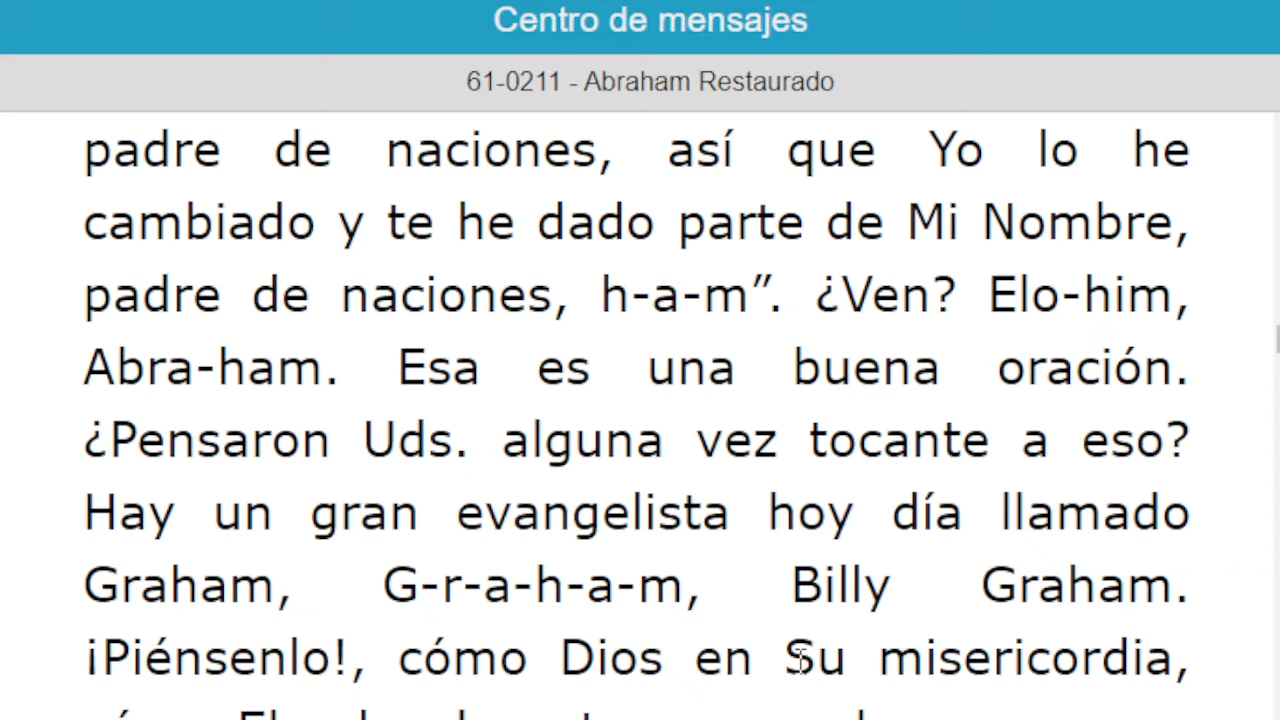 Centro de mensajes
61-0211 - Abraham Restaurado
padre de naciones, así que Yo lo he
cambiado y te he dado parte de Mi Nombre,
padre de naciones, h-a-m”. ¿Ven? Elo-him,
Abra-ham. Esa es una buena oración.
¿Pensaron Uds. alguna vez tocante a eso?
Hay un gran evangelista hoy día llamado
Graham, G-r-a-h-a-m, Billy Graham.
¡Piénsenlo!, cómo Dios en Su misericordia,